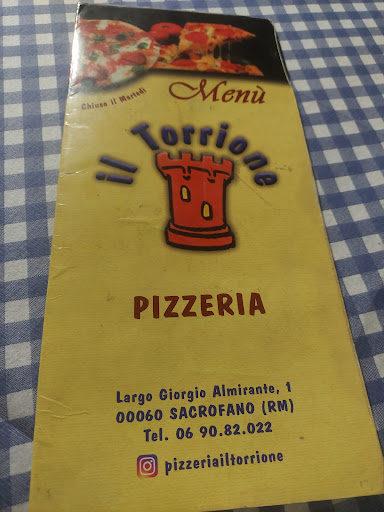 Menù
Chiuso il Martedì
il Torrione
PIZZERIA
Largo Giorgio Almirante, 1
00060 SACROFANO (RM)
Tel. 06 90.82.022
pizzeriailtorrione